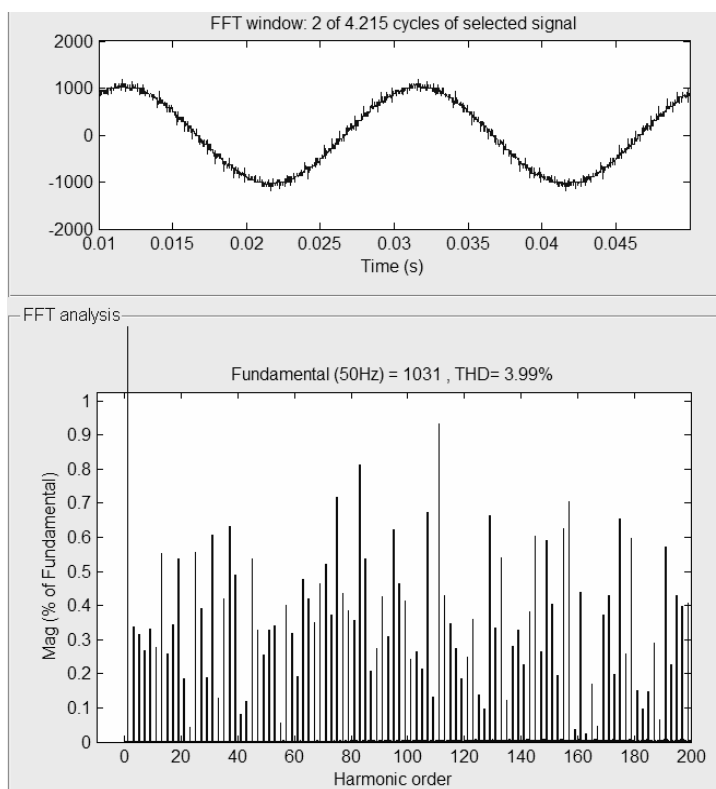 FFT window: 2 of 4.215 cycles of selected signal
2000
1000
0
-1000
-2000
0.01 0.015 0.02 0.025 0.03 0.035 0.04 0.045
Time (s)
FFT analysis
Fundamental (50Hz) = 1031 , THD= 3.99%
Mag (% of Fundamental)
1
0.9
0.8
0.7
0.6
0.5
0.4
0.3
0.2
0.1
0
0 20 40 60 80 100 120 140 160 180 200
Harmonic order